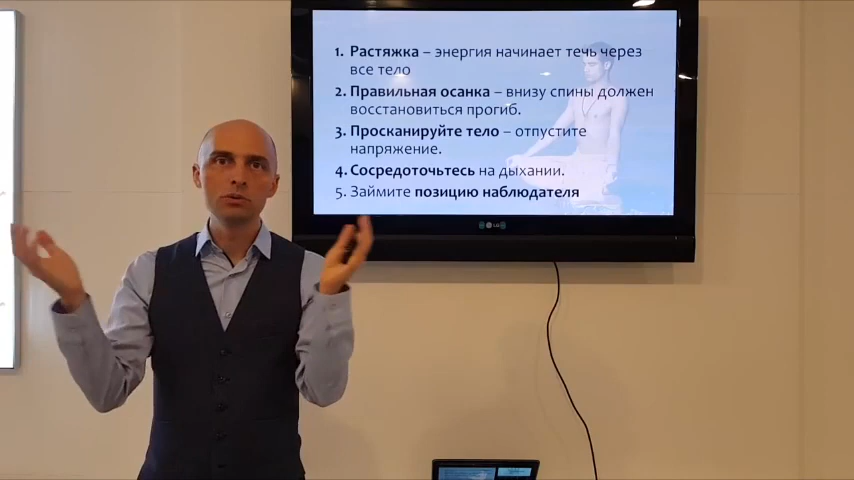 1. Растяжка – энергия начинает течь через
все тело
2. Правильная осанка – внизу спины должен
восстановиться прогиб.
3. Просканируйте тело – отпустите
напряжение.
4. Сосредоточьтесь на дыхании.
5. Займите позицию наблюдателя
LG